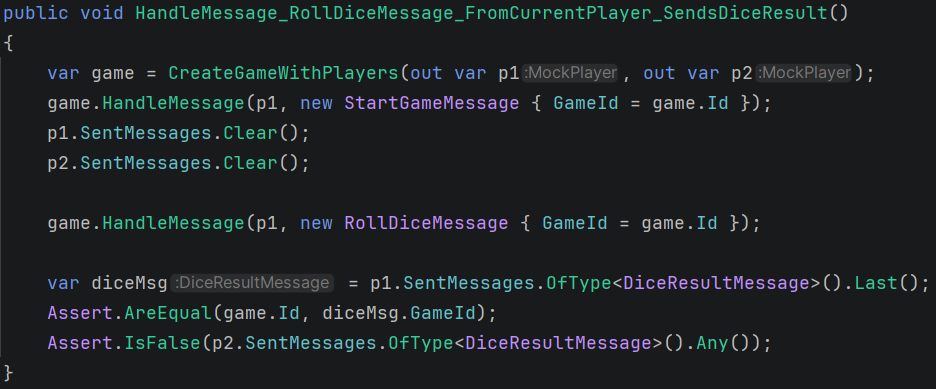 public void HandleMessage_RollDiceMessage_FromCurrentPlayer_SendsDiceResult()
{
    var game = CreateGameWithPlayers(out var p1 :MockPlayer , out var p2 :MockPlayer );
    game.HandleMessage(p1, new StartGameMessage { GameId = game.Id });
    p1.SentMessages.Clear();
    p2.SentMessages.Clear();

    game.HandleMessage(p1, new RollDiceMessage { GameId = game.Id });

    var diceMsg :DiceResultMessage = p1.SentMessages.OfType<DiceResultMessage>().Last();
    Assert.AreEqual(game.Id, diceMsg.GameId);
    Assert.IsFalse(p2.SentMessages.OfType<DiceResultMessage>().Any());
}